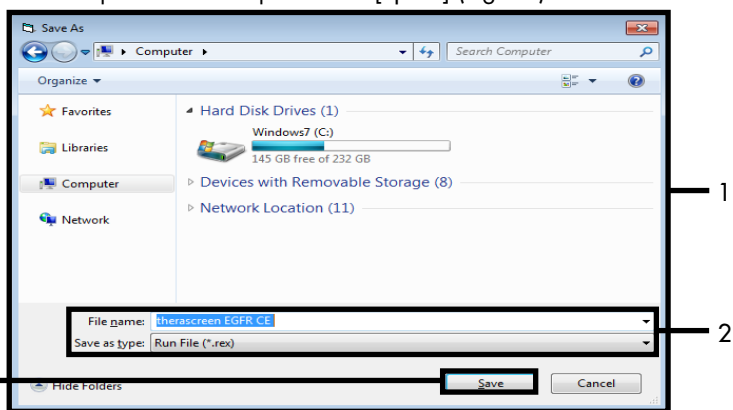 Save As
Computer
Search Computer
Organize
Favorites
Hard Disk Drives (1)
Windows7 (C:)
145 GB free of 232 GB
Libraries
Computer
Devices with Removable Storage (8)
1
Network
Network Location (11)
File name: therascreen EGFR CE
2
Save as type: Run File (*.rex)
Hide Folders
Save
Cancel